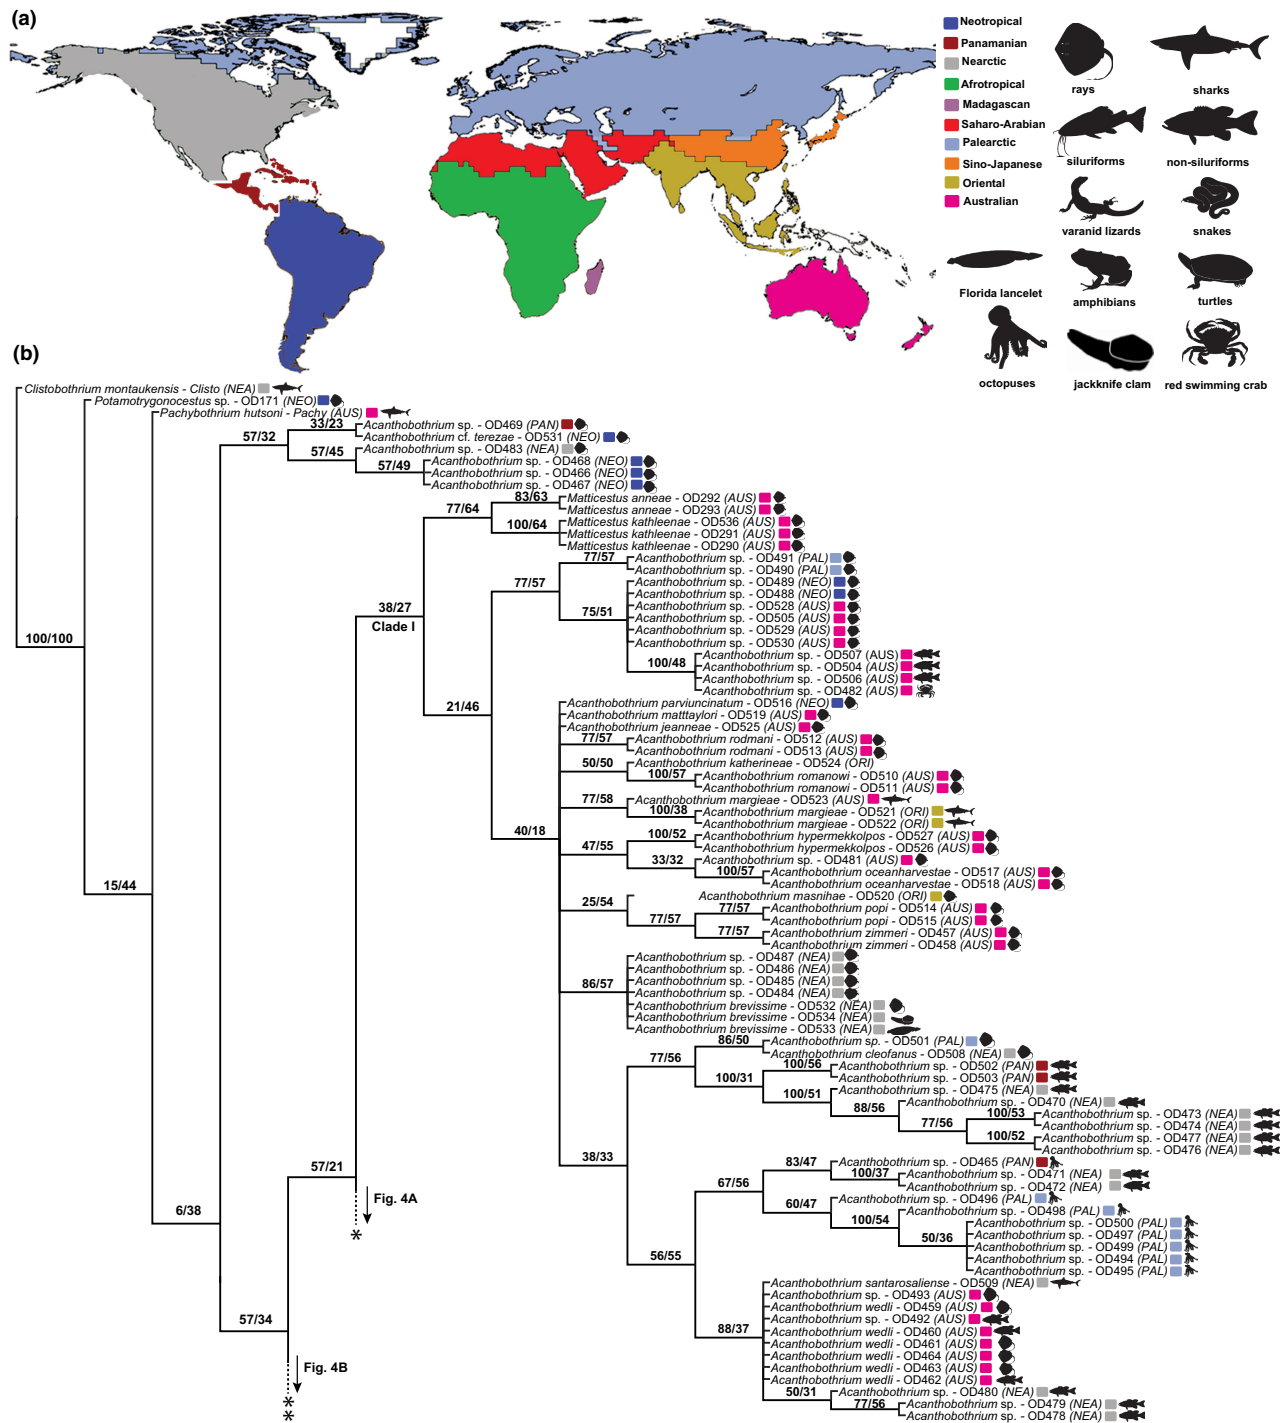 (a)
Neotropical
Panamanian
Nearctic
Afrotropical
Madagascan
Saharo-Arabian
Palearctic
Sino-Japanese
Oriental
Australian
rays
sharks
siluriforms
non-siluriforms
varanid lizards
snakes
Florida lancelet
amphibians
turtles
octopuses
jackknife clam
red swimming crab
(b)
Clistobothrium montaukensis - Clisto (NEA)
Potamotrygonocestus sp. - OD171 (NEO)
Pachybothrium hutsoni - Pachy (AUS)
33/23
Acanthobothrium sp. - OD469 (PAN)
Acanthobothrium cf. terezae - OD531 (NEO)
57/32
Acanthobothrium sp. - OD483 (NEA)
57/45
Acanthobothrium sp. - OD468 (NEO)
57/49
Acanthobothrium sp. - OD466 (NEO)
Acanthobothrium sp. - OD467 (NEO)
83/63
Matticestus anneae - OD292 (AUS)
77/64
Matticestus anneae - OD293 (AUS)
Matticestus kathleenae - OD536 (AUS)
100/64
Matticestus kathleenae - OD291 (AUS)
Matticestus kathleenae - OD290 (AUS)
77/57
Acanthobothrium sp. - OD491 (PAL)
Acanthobothrium sp. - OD490 (PAL)
77/57
Acanthobothrium sp. - OD489 (NEO)
Acanthobothrium sp. - OD488 (NEO)
38/27
75/51
Acanthobothrium sp. - OD528 (AUS)
Clade I
Acanthobothrium sp. - OD505 (AUS)
Acanthobothrium sp. - OD529 (AUS)
100/100
Acanthobothrium sp. - OD530 (AUS)
Acanthobothrium sp. - OD507 (AUS)
100/48
Acanthobothrium sp. - OD504 (AUS)
Acanthobothrium sp. - OD506 (AUS)
Acanthobothrium sp. - OD482 (AUS)
21/46
Acanthobothrium parviuncinatum - OD516 (NEO)
Acanthobothrium matttaylori - OD519 (AUS)
Acanthobothrium jeanneae - OD525 (AUS)
77/57
Acanthobothrium rodmani - OD512 (AUS)
Acanthobothrium rodmani - OD513 (AUS)
50/50
Acanthobothrium katherineae - OD524 (ORI)
100/57
Acanthobothrium romanowi - OD510 (AUS)
Acanthobothrium romanowi - OD511 (AUS)
77/58
Acanthobothrium margieae - OD523 (AUS)
100/38
Acanthobothrium margieae - OD521 (ORI)
Acanthobothrium margieae - OD522 (ORI)
40/18
100/52
Acanthobothrium hypermekkolpos - OD527 (AUS)
Acanthobothrium hypermekkolpos - OD526 (AUS)
47/55
33/32
Acanthobothrium sp. - OD481 (AUS)
100/57
Acanthobothrium oceanharvestae - OD517 (AUS)
Acanthobothrium oceanharvestae - OD518 (AUS)
15/44
25/54
Acanthobothrium masnihae - OD520 (ORI)
77/57
Acanthobothrium popi - OD514 (AUS)
77/57
Acanthobothrium popi - OD515 (AUS)
77/57
Acanthobothrium zimmeri - OD457 (AUS)
Acanthobothrium zimmeri - OD458 (AUS)
Acanthobothrium sp. - OD487 (NEA)
Acanthobothrium sp. - OD486 (NEA)
86/57
Acanthobothrium sp. - OD485 (NEA)
Acanthobothrium sp. - OD484 (NEA)
Acanthobothrium brevissime - OD532 (NEA)
Acanthobothrium brevissime - OD534 (NEA)
Acanthobothrium brevissime - OD533 (NEA)
86/50
Acanthobothrium sp. - OD501 (PAL)
77/56
Acanthobothrium cleofanus - OD508 (NEA)
100/56
Acanthobothrium sp. - OD502 (PAN)
100/31
Acanthobothrium sp. - OD503 (PAN)
100/51
Acanthobothrium sp. - OD475 (NEA)
88/56
Acanthobothrium sp. - OD470 (NEA)
100/53
Acanthobothrium sp. - OD473 (NEA)
77/56
Acanthobothrium sp. - OD474 (NEA)
100/52
Acanthobothrium sp. - OD477 (NEA)
Acanthobothrium sp. - OD476 (NEA)
38/33
83/47
Acanthobothrium sp. - OD465 (PAN)
57/21
100/37
Acanthobothrium sp. - OD471 (NEA)
67/56
Acanthobothrium sp. - OD472 (NEA)
Fig. 4A
60/47
Acanthobothrium sp. - OD496 (PAL)
6/38
Acanthobothrium sp. - OD498 (PAL)
100/54
Acanthobothrium sp. - OD500 (PAL)
*
Acanthobothrium sp. - OD497 (PAL)
50/36
Acanthobothrium sp. - OD499 (PAL)
56/55
Acanthobothrium sp. - OD494 (PAL)
Acanthobothrium sp. - OD495 (PAL)
Acanthobothrium santarosaliense - OD509 (NEA)
Acanthobothrium sp. - OD493 (AUS)
Acanthobothrium wedli - OD459 (AUS)
57/34
Acanthobothrium sp. - OD492 (AUS)
88/37
Acanthobothrium wedli - OD460 (AUS)
Acanthobothrium wedli - OD461 (AUS)
Acanthobothrium wedli - OD464 (AUS)
Fig. 4B
Acanthobothrium wedli - OD463 (AUS)
Acanthobothrium wedli - OD462 (AUS)
50/31
Acanthobothrium sp. - OD480 (NEA)
*
77/56
Acanthobothrium sp. - OD479 (NEA)
*
Acanthobothrium sp. - OD478 (NEA)